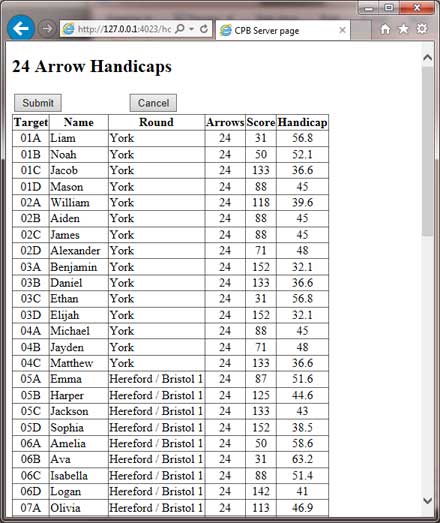 http://127.0.0.1:4023/hc
CPB Server page
24 Arrow Handicaps
Submit Cancel
Target Name Round Arrows Score Handicap
01A Liam York 24 31 56.8
01B Noah York 24 50 52.1
01C Jacob York 24 133 36.6
01D Mason York 24 88 45
02A William York 24 118 39.6
02B Aiden York 24 88 45
02C James York 24 88 45
02D Alexander York 24 71 48
03A Benjamin York 24 152 32.1
03B Daniel York 24 133 36.6
03C Ethan York 24 31 56.8
03D Elijah York 24 152 32.1
04A Michael York 24 88 45
04B Jayden York 24 71 48
04C Matthew York 24 133 36.6
05A Emma Hereford / Bristol 1 24 87 51.6
05B Harper Hereford / Bristol 1 24 125 44.6
05C Jackson Hereford / Bristol 1 24 133 43
05D Sophia Hereford / Bristol 1 24 152 38.5
06A Amelia Hereford / Bristol 1 24 50 58.6
06B Ava Hereford / Bristol 1 24 31 63.2
06C Isabella Hereford / Bristol 1 24 88 51.4
06D Logan Hereford / Bristol 1 24 142 41
07A Olivia Hereford / Bristol 1 24 113 46.9